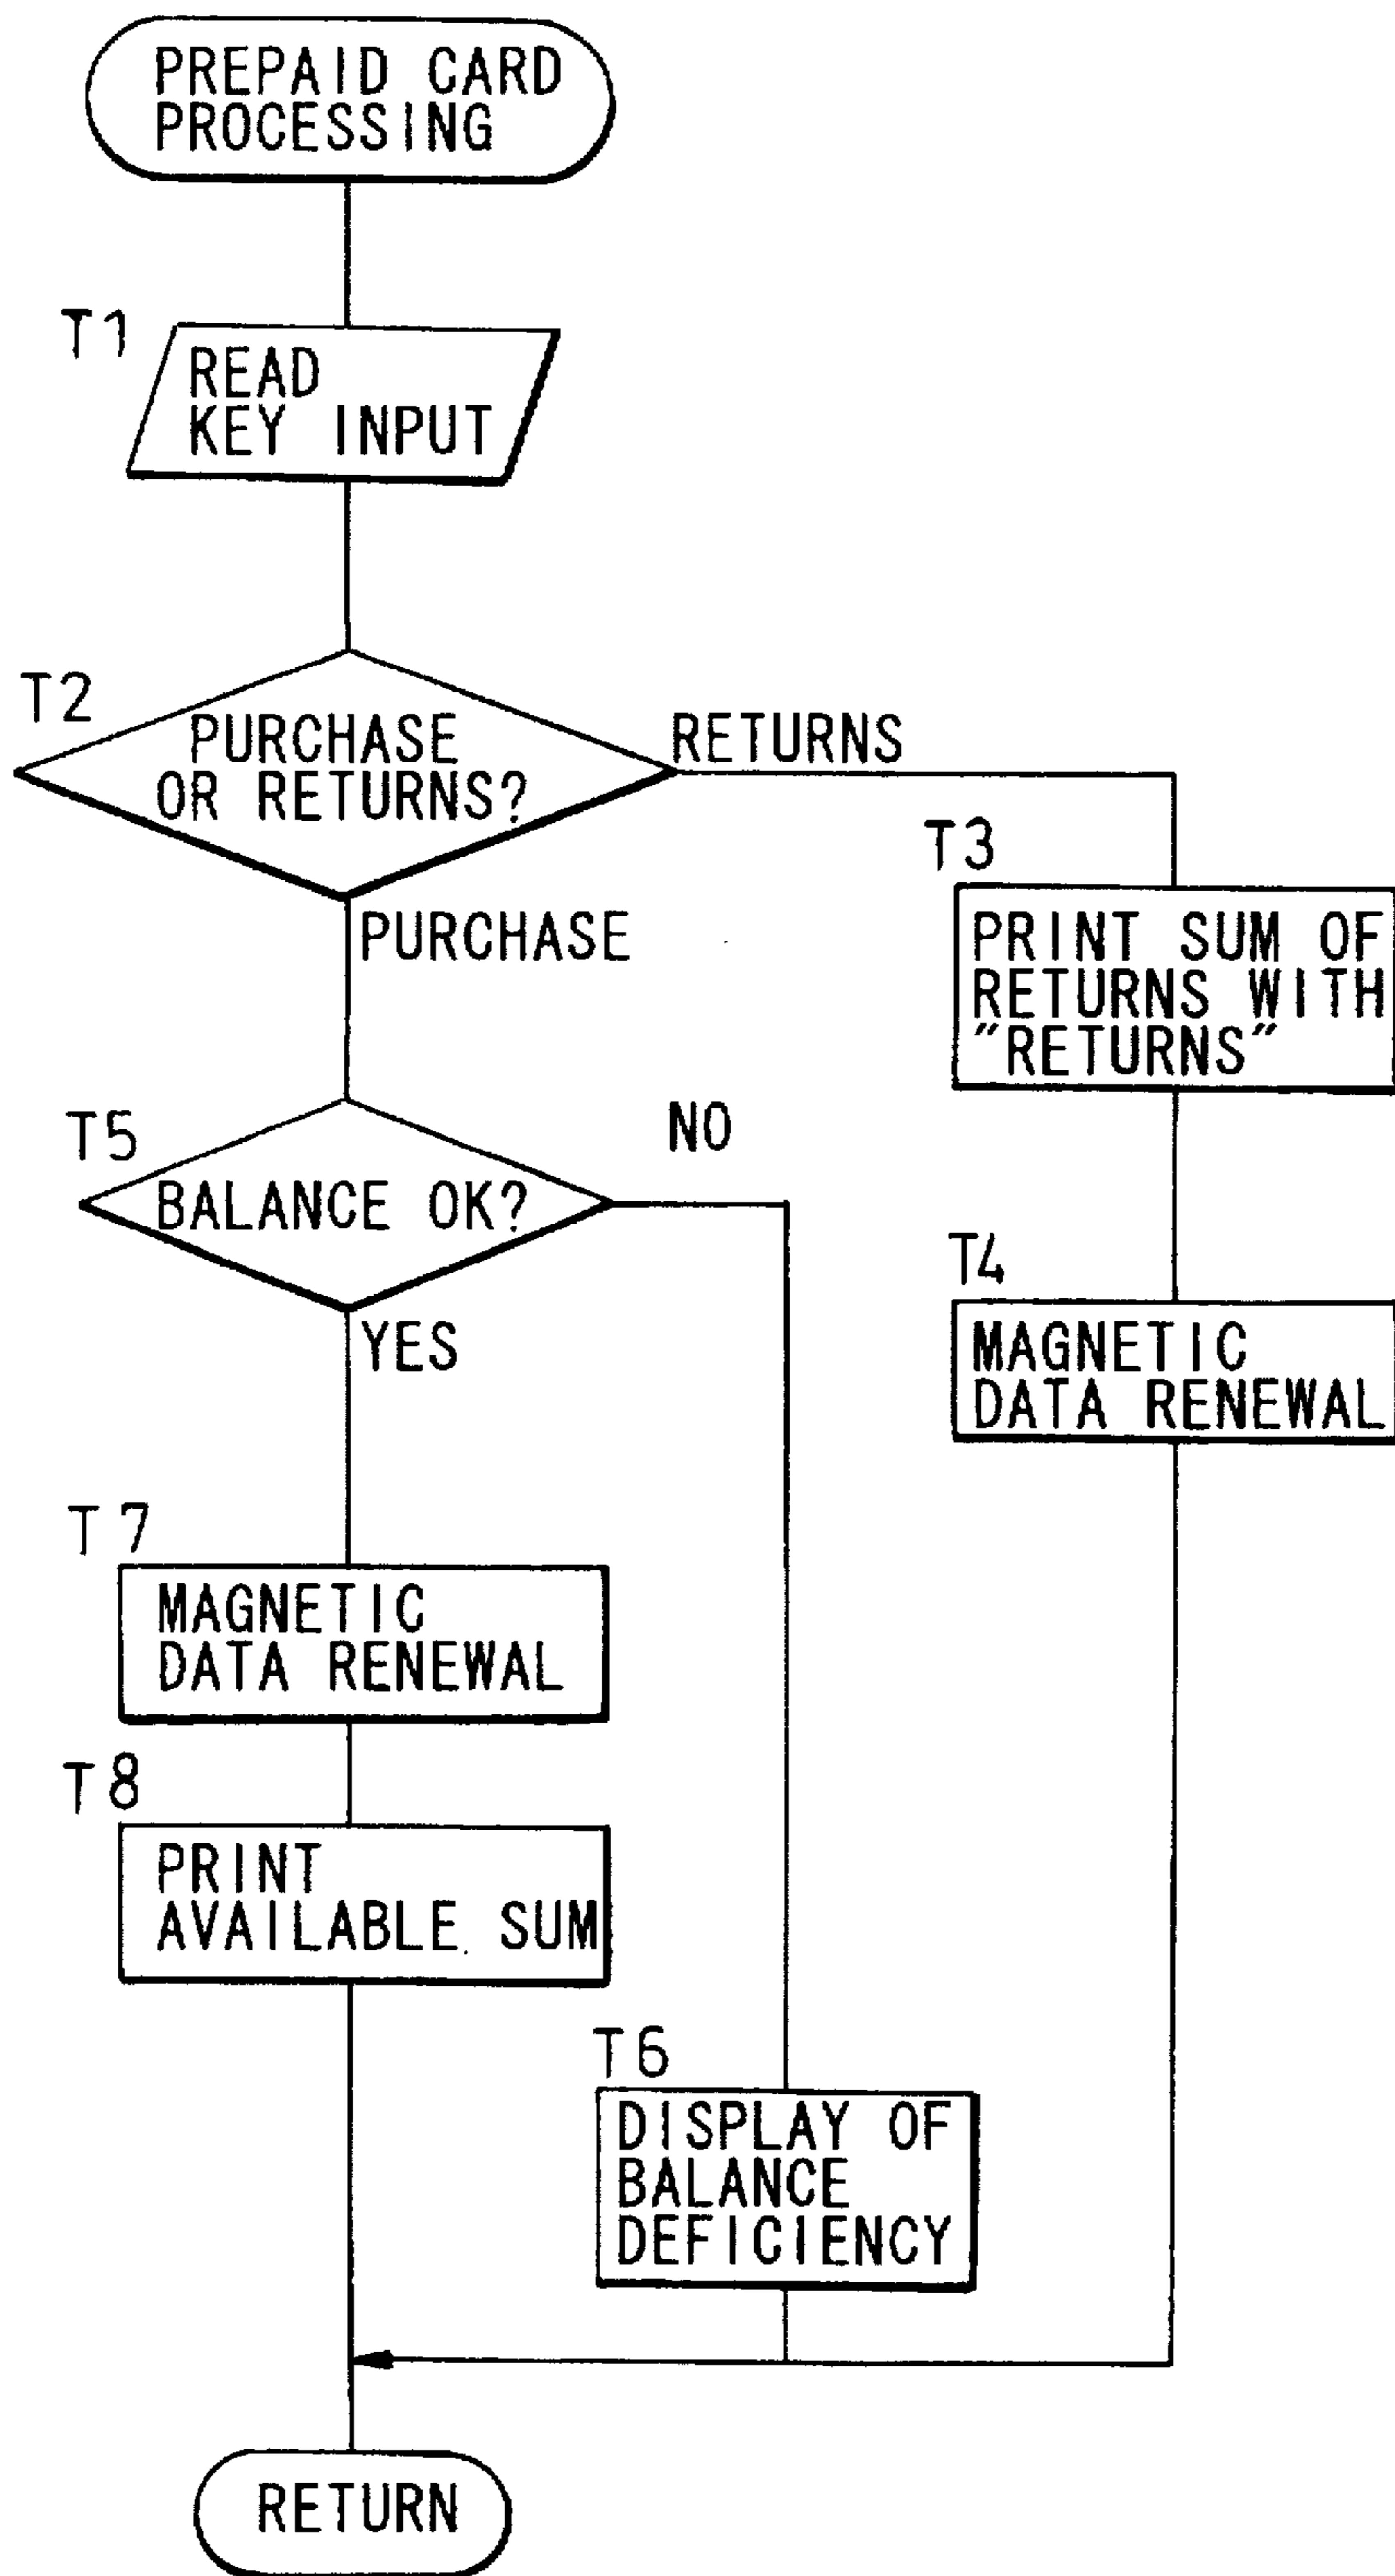 PREPAID CARD
PROCESSING
T1
READ
KEY INPUT
T2
PURCHASE
OR RETURNS?
RETURNS
PURCHASE
T3
PRINT SUM OF
RETURNS WITH
"RETURNS"
T5
BALANCE OK?
NO
YES
T4
MAGNETIC
DATA RENEWAL
T7
MAGNETIC
DATA RENEWAL
T8
PRINT
AVAILABLE SUM
T6
DISPLAY OF
BALANCE
DEFICIENCY
RETURN